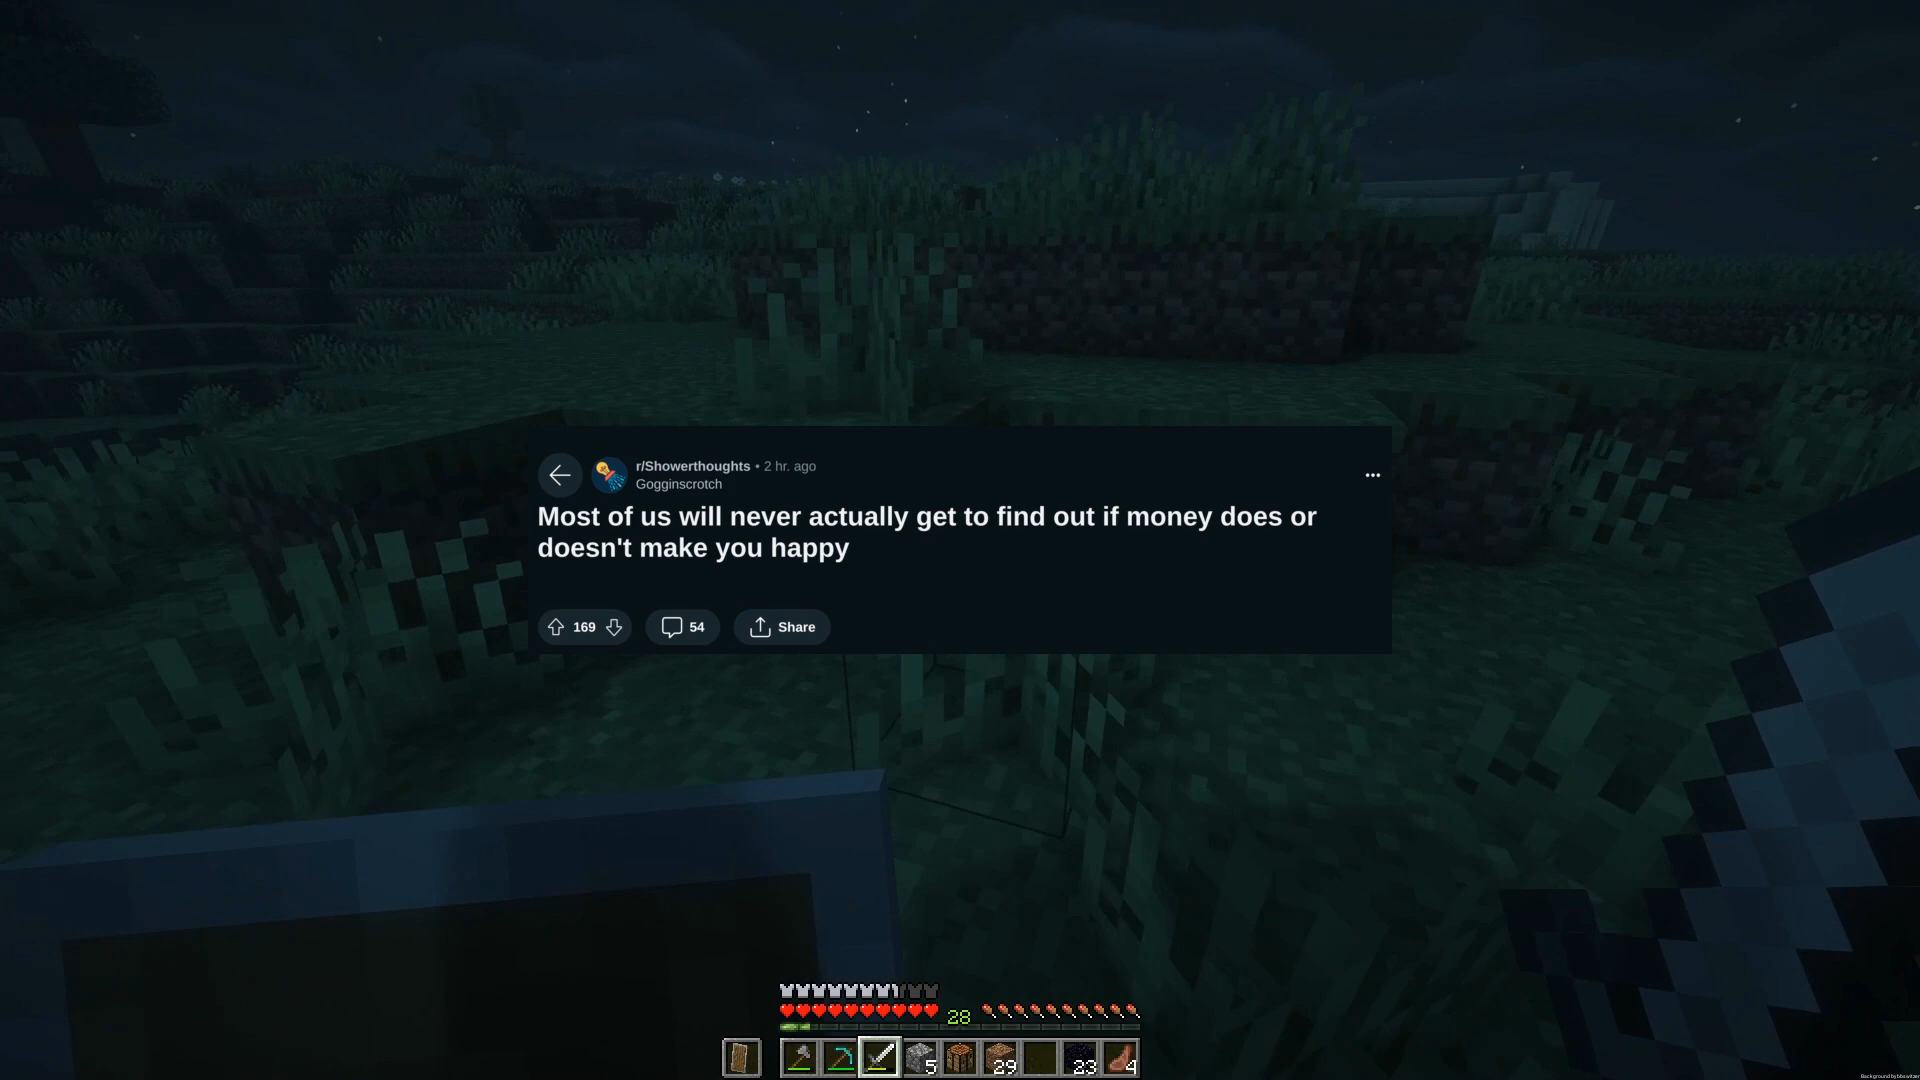 r/Showerthoughts • 2 hr. ago
Gogginscrotch
Most of us will never actually get to find out if money does or
doesn't make you happy
169
54
Share
28
5
29
23
4